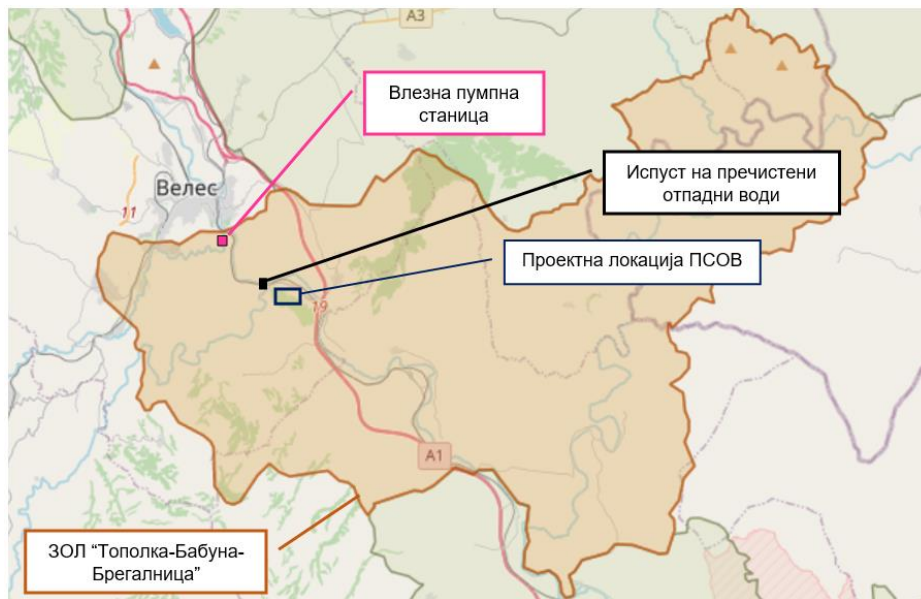 A3
Влезна пумпна
станица
Велес
11
Испуст на пречистени
отпадни води
Проектна локација ПСОВ
19
A1
ЗОЛ “Тополка-Бабуна-
Брегалница”